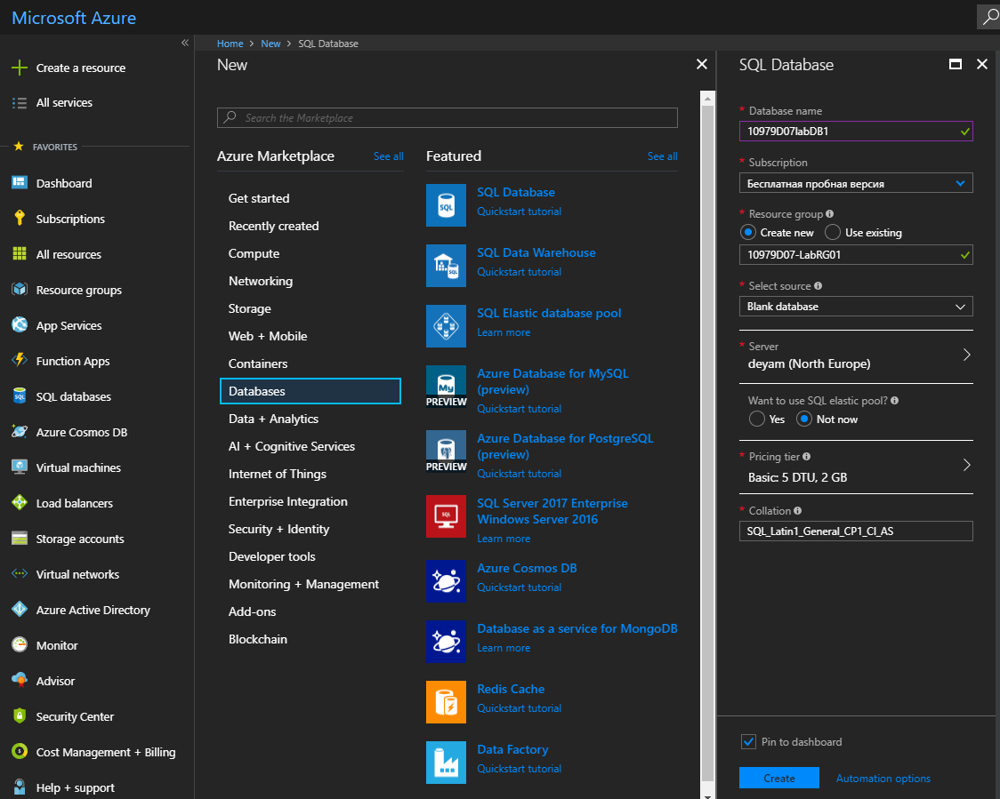 Microsoft Azure
Create a resource
All services
FAVORITES
Dashboard
Subscriptions
All resources
Resource groups
App Services
Function Apps
SQL databases
Azure Cosmos DB
Virtual machines
Load balancers
Storage accounts
Virtual networks
Azure Active Directory
Monitor
Advisor
Security Center
Cost Management + Billing
Help + support
Home > New > SQL Database
New
Search the Marketplace
Azure Marketplace See all
Get started
Recently created
Compute
Networking
Storage
Web + Mobile
Containers
Databases
Data + Analytics
AI + Cognitive Services
Internet of Things
Enterprise Integration
Security + Identity
Developer tools
Monitoring + Management
Add-ons
Blockchain
Featured See all
SQL
SQL Database
Quickstart tutorial
SQL
SQL Data Warehouse
Quickstart tutorial
SQL Elastic database pool
Learn more
My
PREVIEW
Azure Database for MySQL
(preview)
Quickstart tutorial
PREVIEW
Azure Database for PostgreSQL
(preview)
Quickstart tutorial
SQL
SQL Server 2017 Enterprise
Windows Server 2016
Learn more
Azure Cosmos DB
Quickstart tutorial
Database as a service for MongoDB
Learn more
Redis Cache
Quickstart tutorial
Data Factory
Quickstart tutorial
SQL Database
* Database name
10979D07labDB1
* Subscription
Бесплатная пробная версия
* Resource group
Create new Use existing
10979D07-LabRG01
* Select source
Blank database
* Server
deyam (North Europe)
Want to use SQL elastic pool?
Yes Not now
* Pricing tier
Basic: 5 DTU, 2 GB
* Collation
SQL_Latin1_General_CP1_CI_AS
Pin to dashboard
Create Automation options